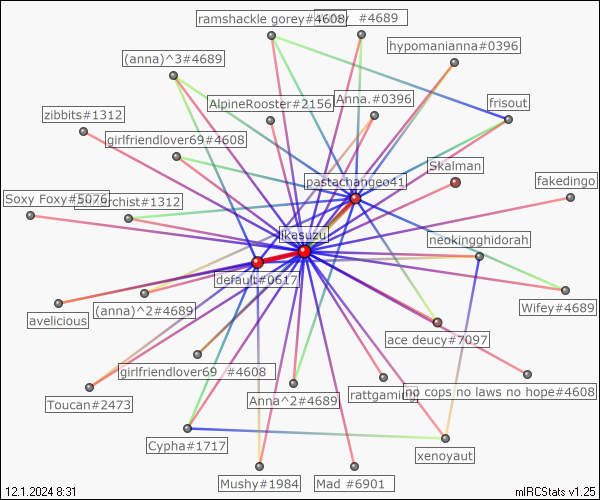 ramshackle gorey#4608
#4689
hypomanianna#0396
(anna)^3#4689
AlpineRooster#2156
Anna.#0396
frisout
zibbits#1312
girlfriendlover69#4608
Skalman
pastachangeo41
fakedingo
Soxy Foxy#5076
chist#1312
likasuzu
neokingghidorah
default#0617
Wifey#4689
(anna)^2#4689
avelicious
ace deucy#7097
girlfriendlover69 #4608
rattgaming
no cops no laws no hope#4608
Toucan#2473
Anna^2#4689
Cypha#1717
xenoyaut
Mushy#1984
Mad #6901
12.1.2024 8:31
mIRCStats v1.25